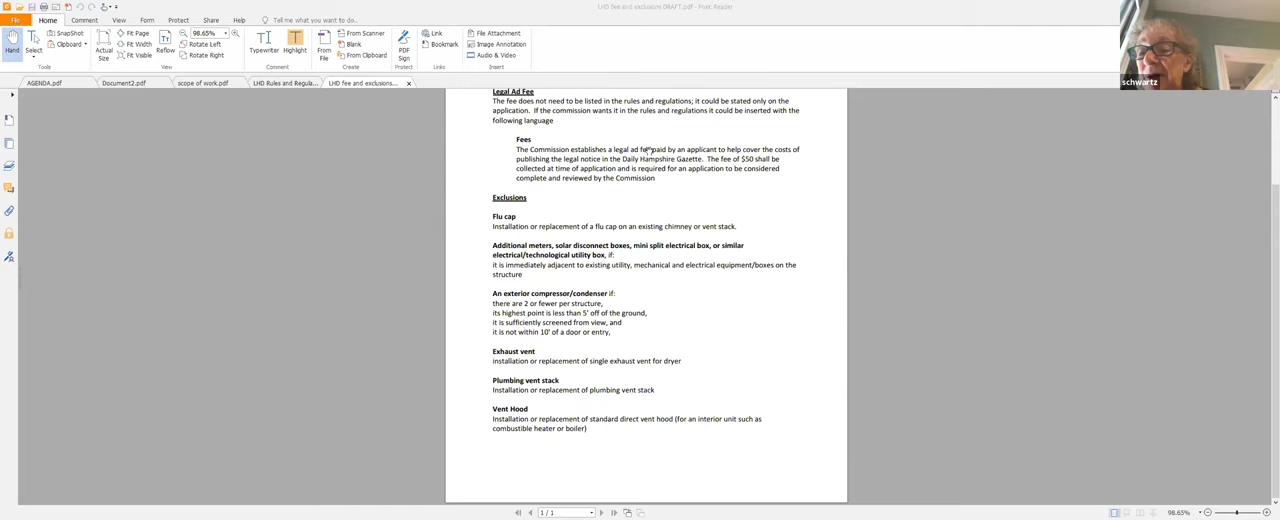 LHD fee and exclusions DRAFT.pdf - Foxit Reader
File Home Comment View Form Protect Share Help Tell me what you want to do...
Hand
Select
SnapShot
Clipboard
Actual Size
Fit Page
Fit Width
Fit Visible
Reflow
98.65%
Rotate Left
Rotate Right
Typewriter
Highlight
From File
From Scanner
Blank
From Clipboard
PDF Sign
Link
Bookmark
File Attachment
Image Annotation
Audio & Video
Tools View Comment Create Protect Links Insert
schwartz
AGENDA.pdf Document2.pdf scope of work.pdf LHD Rules and Regula... LHD fee and exclusions...
Legal Ad Fee
The fee does not need to be listed in the rules and regulations; it could be stated only on the
application. If the commission wants it in the rules and regulations it could be inserted with the
following language
Fees
The Commission establishes a legal ad fee paid by an applicant to help cover the costs of
publishing the legal notice in the Daily Hampshire Gazette. The fee of $50 shall be
collected at time of application and is required for an application to be considered
complete and reviewed by the Commission
Exclusions
Flu cap
Installation or replacement of a flu cap on an existing chimney or vent stack.
Additional meters, solar disconnect boxes, mini split electrical box, or similar
electrical/technological utility box, if:
it is immediately adjacent to existing utility, mechanical and electrical equipment/boxes on the
structure
An exterior compressor/condenser if:
there are 2 or fewer per structure,
its highest point is less than 5' off of the ground,
it is sufficiently screened from view, and
it is not within 10' of a door or entry,
Exhaust vent
installation or replacement of single exhaust vent for dryer
Plumbing vent stack
Installation or replacement of plumbing vent stack
Vent Hood
Installation or replacement of standard direct vent hood (for an interior unit such as
combustible heater or boiler)
1 / 1
98.65%